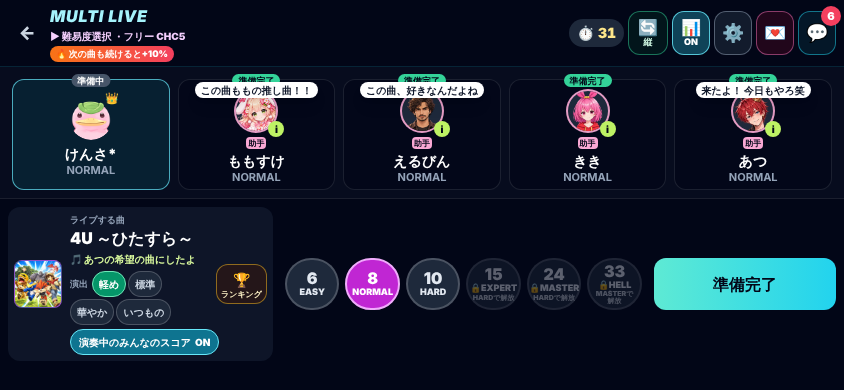 MULTI LIVE
▶ 難易度選択 ・フリー CHC5
🔥 次の曲も続けると+10%
⏱️ 31
🔄 縦
📊 ON
6
準備中
けんさ*
NORMAL
準備完了
この曲ももの推し曲！！
i
助手
ももすけ
NORMAL
準備完了
この曲、好きなんだよね
i
助手
えるびん
NORMAL
準備完了
i
助手
きき
NORMAL
準備完了
来たよ！ 今日もやろ笑
i
助手
あつ
NORMAL
ライブする曲
4U ～ひたすら～
🎵 あつの希望の曲にしたよ
演出 軽め 標準
華やか いつもの
演奏中のみんなのスコア ON
🏆
ランキング
6
EASY
8
NORMAL
10
HARD
15
🔒EXPERT
HARDで解放
24
🔒MASTER
HARDで解放
33
🔒HELL
MASTERで
解放
準備完了